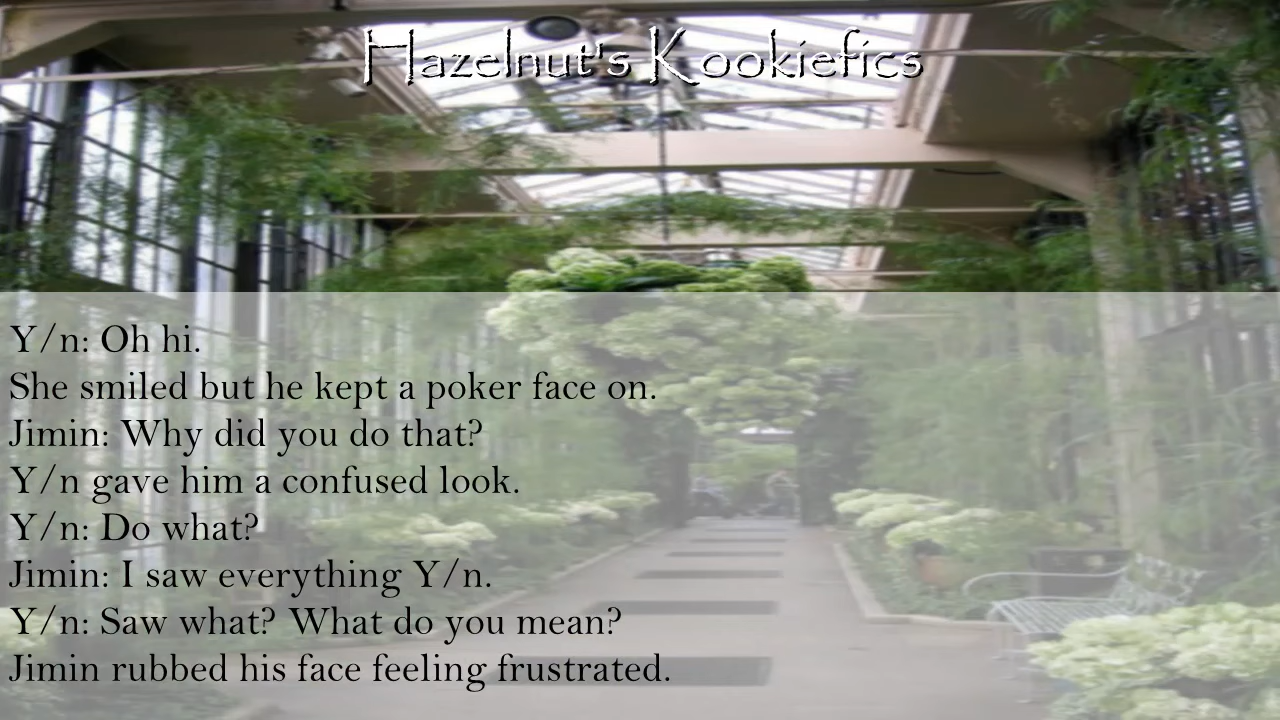 Hazelnut's Kookiefics
Y/n: Oh hi.
She smiled but he kept a poker face on.
Jimin: Why did you do that?
Y/n gave him a confused look.
Y/n: Do what?
Jimin: I saw everything Y/n.
Y/n: Saw what? What do you mean?
Jimin rubbed his face feeling frustrated.